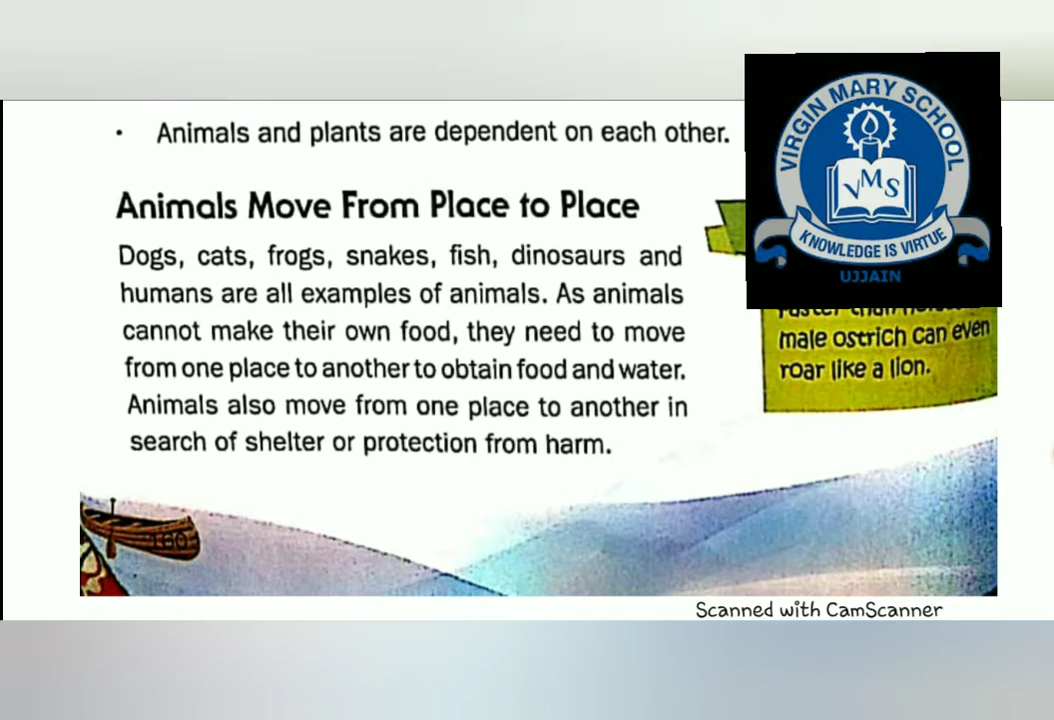 • Animals and plants are dependent on each other.
Animals Move From Place to Place
Dogs, cats, frogs, snakes, fish, dinosaurs and
humans are all examples of animals. As animals
cannot make their own food, they need to move
from one place to another to obtain food and water.
Animals also move from one place to another in
search of shelter or protection from harm.
VIRGIN MARY SCHOOL
VMS
KNOWLEDGE IS VIRTUE
UJJAIN
male ostrich can even
roar like a lion.
160
Scanned with CamScanner